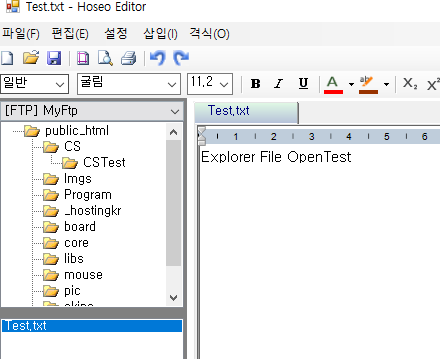 Test.txt - Hoseo Editor
파일(F) 편집(E) 설정 삽입(I) 격식(I)
일반 굴림 11,2 B I U A ab X₂ X²
[FTP] MyFtp
Test,txt
public_html
CS
CSTest
Imgs
Program
_hostingkr
board
core
libs
mouse
pic
1 2 3 4 5 6
Explorer File OpenTest
Test,txt